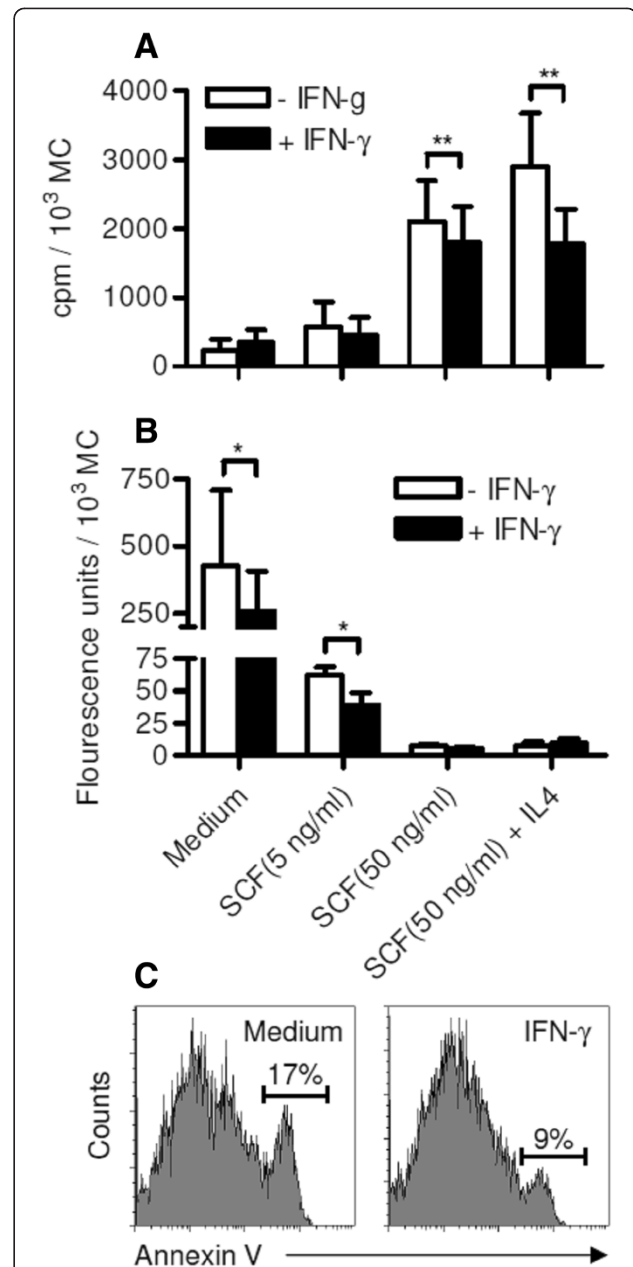 A
cpm / 10³ MC
4000
3000
2000
1000
0
- IFN-g
+ IFN-γ
**
**
B
Flourescence units / 10³ MC
750
500
250
75
50
25
0
- IFN-γ
+ IFN-γ
*
*
Medium
SCF(5 ng/ml)
SCF(50 ng/ml)
SCF(50 ng/ml) + IL4
C
Counts
Medium
17%
IFN-γ
9%
Annexin V